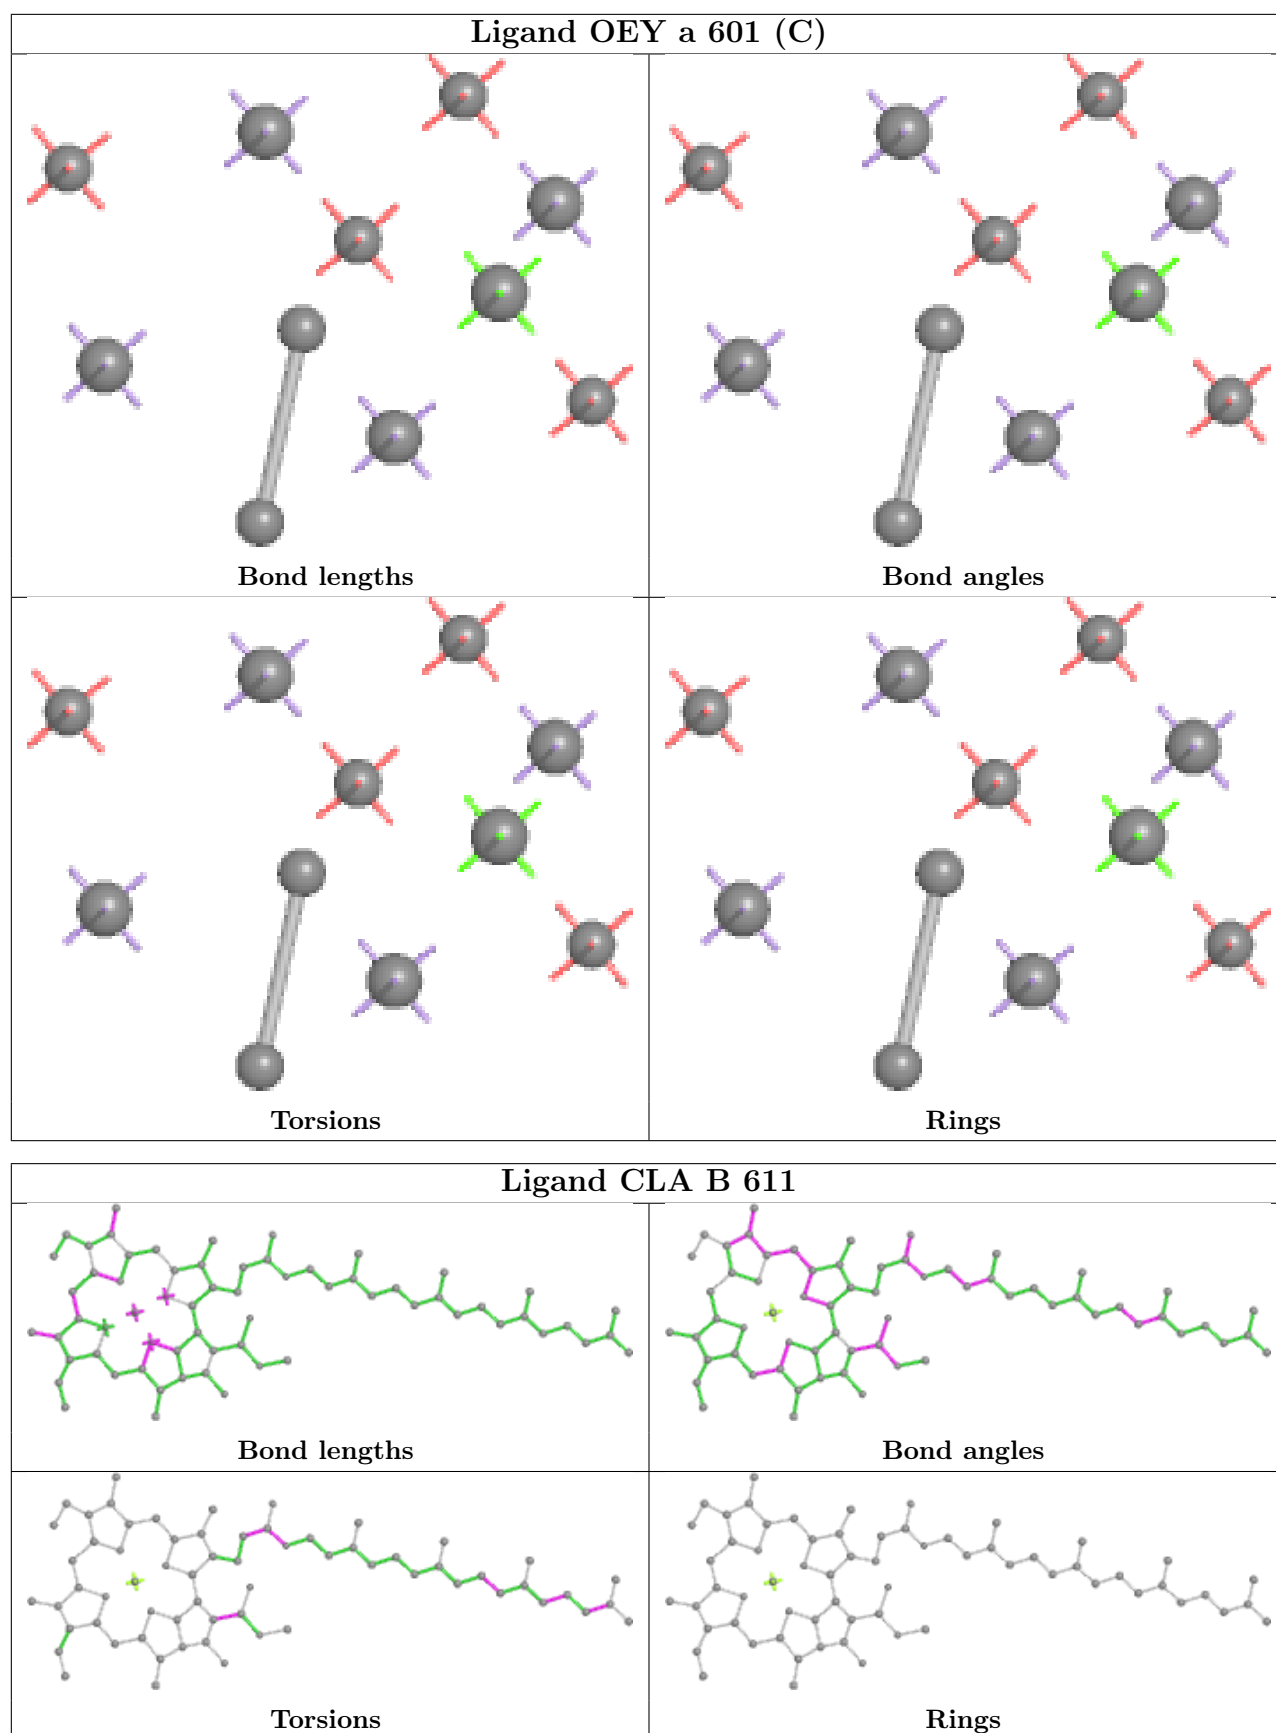 Ligand OEY a 601 (C)
Bond lengths
Bond angles
Torsions
Rings
Ligand CLA B 611
Bond lengths
Bond angles
Torsions
Rings